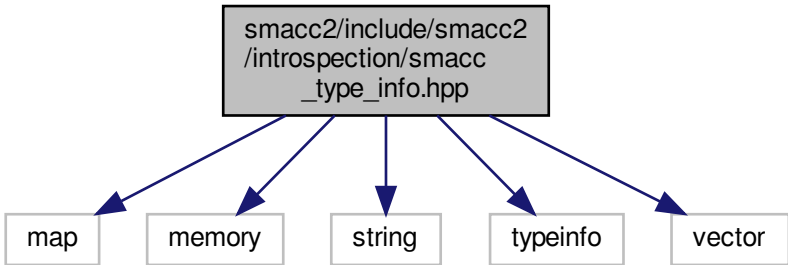 smacc2/include/smacc2
/introspection/smacc
_type_info.hpp
map
memory
string
typeinfo
vector